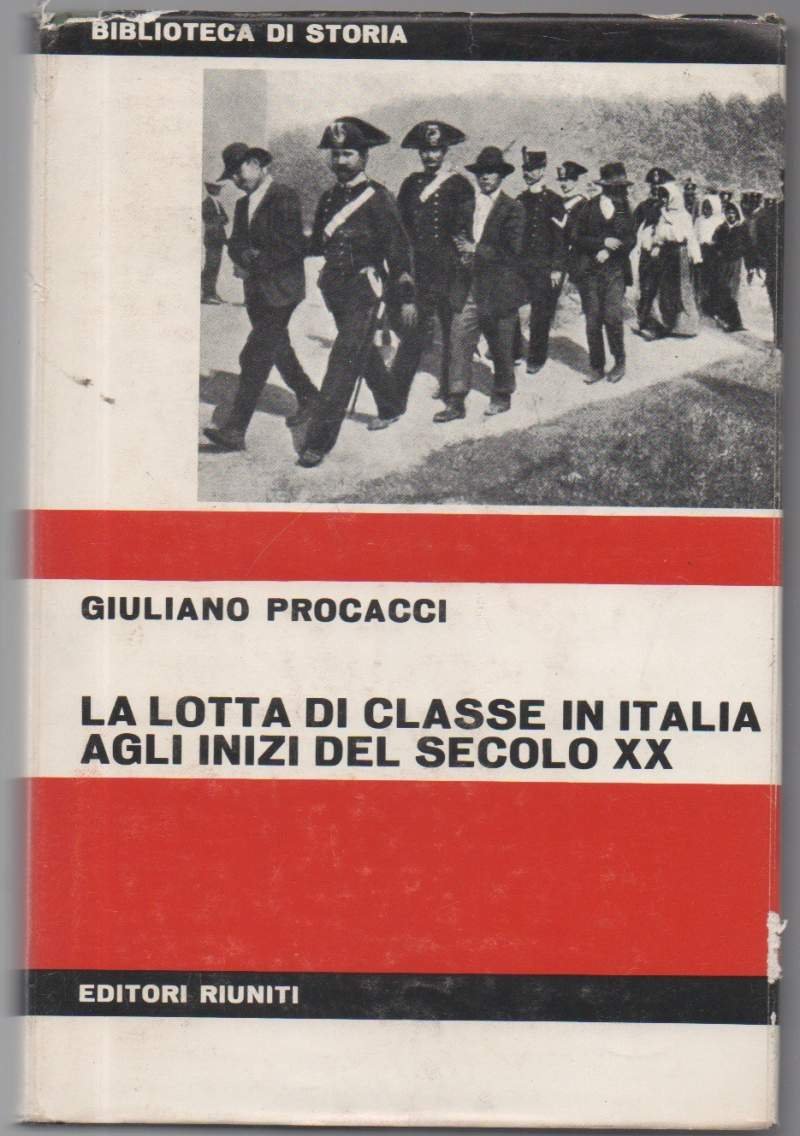 BIBLIOTECA DI STORIA
GIULIANO PROCACCI
LA LOTTA DI CLASSE IN ITALIA
AGLI INIZI DEL SECOLO XX
EDITORI RIUNITI